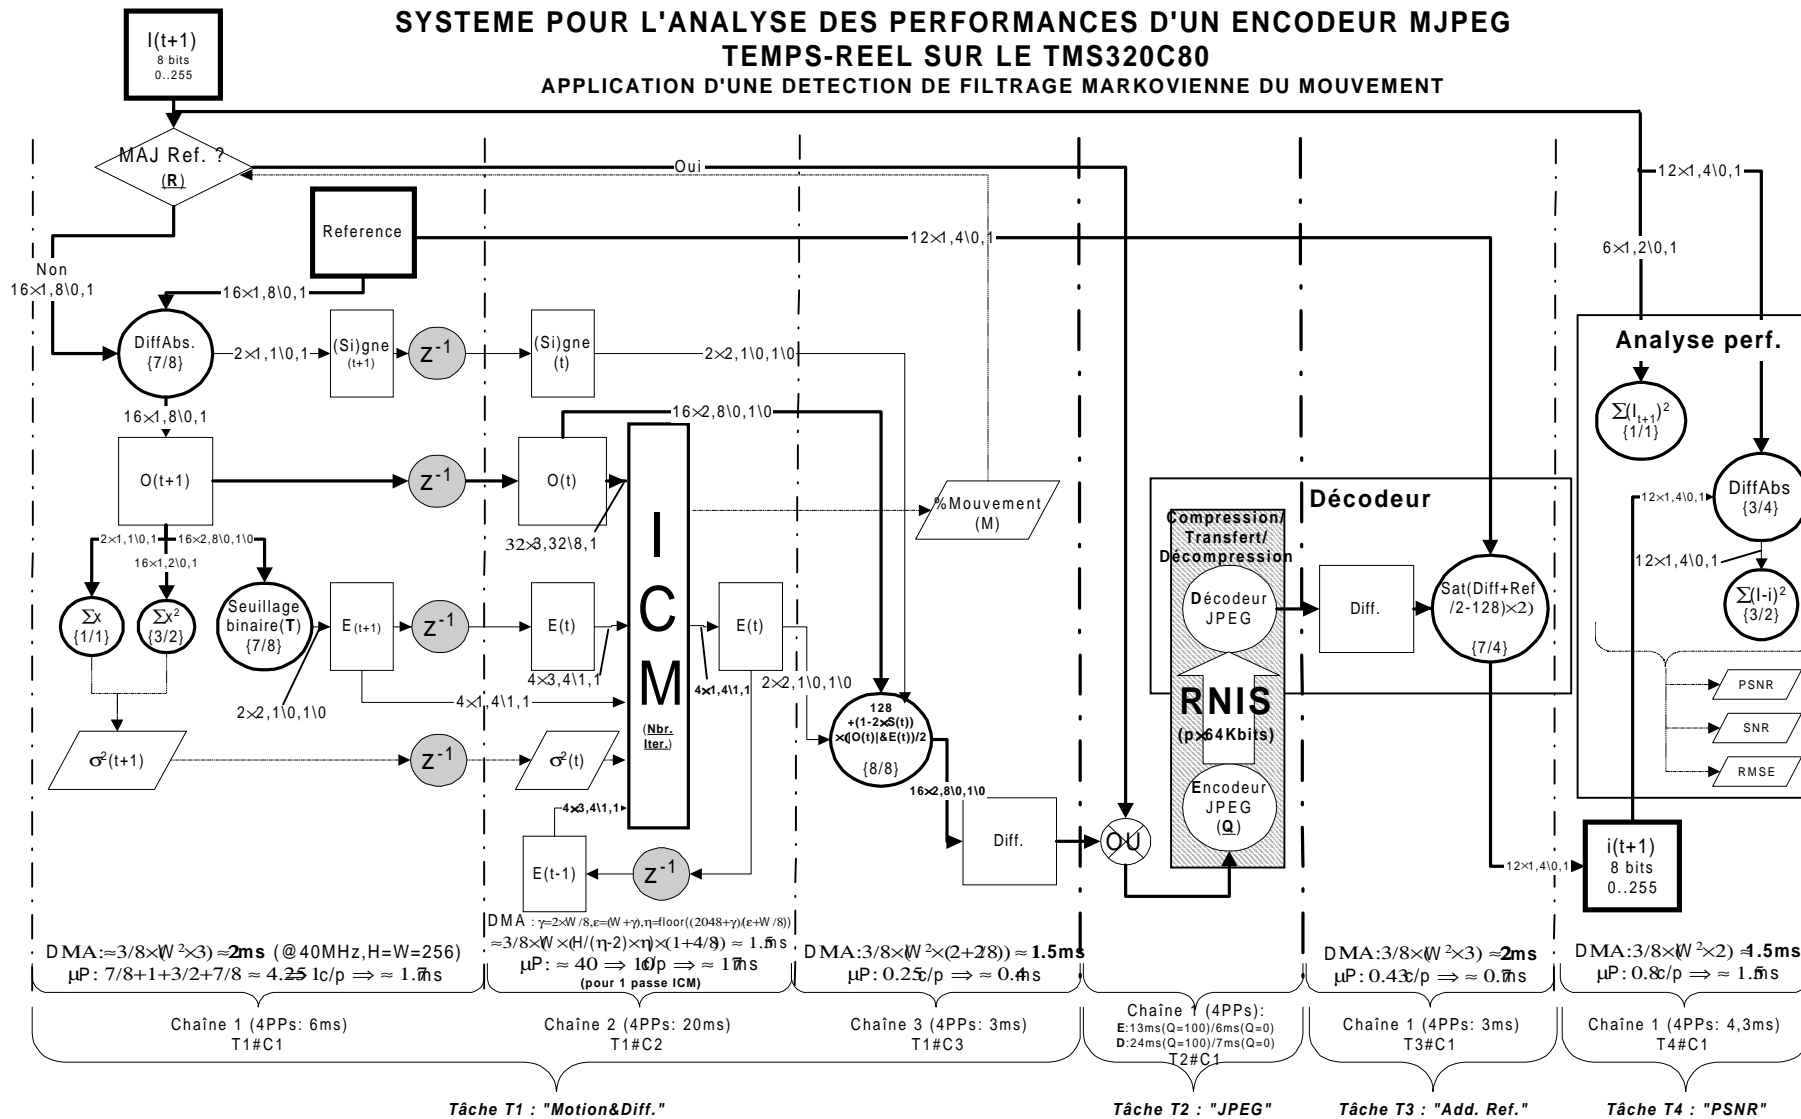 SYSTEME POUR L'ANALYSE DES PERFORMANCES D'UN ENCODEUR MJPEG
TEMPS-REEL SUR LE TMS320C80
APPLICATION D'UNE DETECTION DE FILTRAGE MARKOVIENNE DU MOUVEMENT
I(t+1)
8 bits
0..255
MAJ Ref. ?
(R)
Oui
Non
16×1,8\0,1
Reference
16×1,8\0,1
12×1,4\0,1
12×1,4\0,1
6×1,2\0,1
DiffAbs.
{7/8}
2×1,1\0,1
(Si)gne
(t+1)
z-1
(Si)gne
(t)
2×2,1\0,1\0
16×1,8\0,1
O(t+1)
z-1
O(t)
16×2,8\0,1\0
32×3,32\8,1
I
C
M
(Nbr.
Iter.)
%Mouvement
(M)
2×1,1\0,1
16×2,8\0,1\0
16×1,2\0,1
Σx
{1/1}
Σx2
{3/2}
Seuillage
binaire(T)
{7/8}
E(t+1)
z-1
E(t)
4×3,4\1,1
E(t)
4×1,4\1,1
2×2,1\0,1\0
4×1,4\1,1
2×2,1\0,1\0
σ2(t+1)
z-1
σ2(t)
4×3,4\1,1
E(t-1)
z-1
128
+(1-2×S(t))
×(|O(t)|&E(t))/2
{8/8}
16×2,8\0,1\0
Diff.
OU
Décodeur
Compression/
Transfert/
Décompression
Décodeur
JPEG
RNIS
(p×64Kbits)
Encodeur
JPEG
(Q)
Diff.
Sat(Diff+Ref
/2-128)×2)
{7/4}
12×1,4\0,1
Analyse perf.
Σ(It+1)2
{1/1}
DiffAbs
{3/4}
12×1,4\0,1
12×1,4\0,1
Σ(I-i)2
{3/2}
PSNR
SNR
RMSE
i(t+1)
8 bits
0..255
DMA:≈3/8×(W2×3) ≈2ms (@40MHz,H=W=256)
µP: 7/8+1+3/2+7/8 ≈ 4.25⇒ 1c/p ⇒ ≈ 1.7ms
DMA : γ=2×W/8,ε=(W+γ),η=floor((2048+γ)/(ε+W/8))
≈3/8×(W×(H/(η-2)×η)×(1+4/8) ≈ 1.5ms
µP: ≈ 40 ⇒ 10c/p ⇒ ≈ 17ms
(pour 1 passe ICM)
DMA:3/8×(W2×(2+2/8)) ≈1.5ms
µP: 0.25c/p ⇒ ≈ 0.4ms
DMA:3/8×(W2×3) ≈2ms
µP: 0.43c/p ⇒ ≈ 0.7ms
DMA:3/8×(W2×2) ≈1.5ms
µP: 0.8c/p ⇒ ≈ 1.5ms
Chaîne 1 (4PPs: 6ms)
T1#C1
Chaîne 2 (4PPs: 20ms)
T1#C2
Chaîne 3 (4PPs: 3ms)
T1#C3
Chaîne 1 (4PPs):
E:13ms(Q=100)/6ms(Q=0)
D:24ms(Q=100)/7ms(Q=0)
T2#C1
Chaîne 1 (4PPs: 3ms)
T3#C1
Chaîne 1 (4PPs: 4,3ms)
T4#C1
Tâche T1 : "Motion&Diff."
Tâche T2 : "JPEG"
Tâche T3 : "Add. Ref."
Tâche T4 : "PSNR"